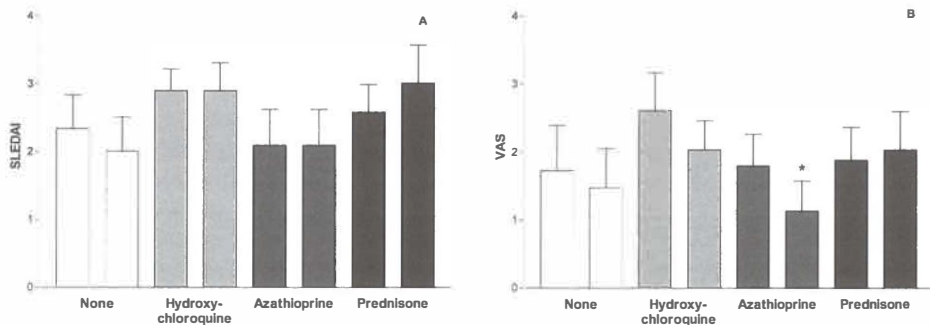 A
4
3
2
1
0
SLEDAI
None
Hydroxy-
chloroquine
Azathioprine
Prednisone
B
4
3
2
1
0
VAS
*
None
Hydroxy-
chloroquine
Azathioprine
Prednisone